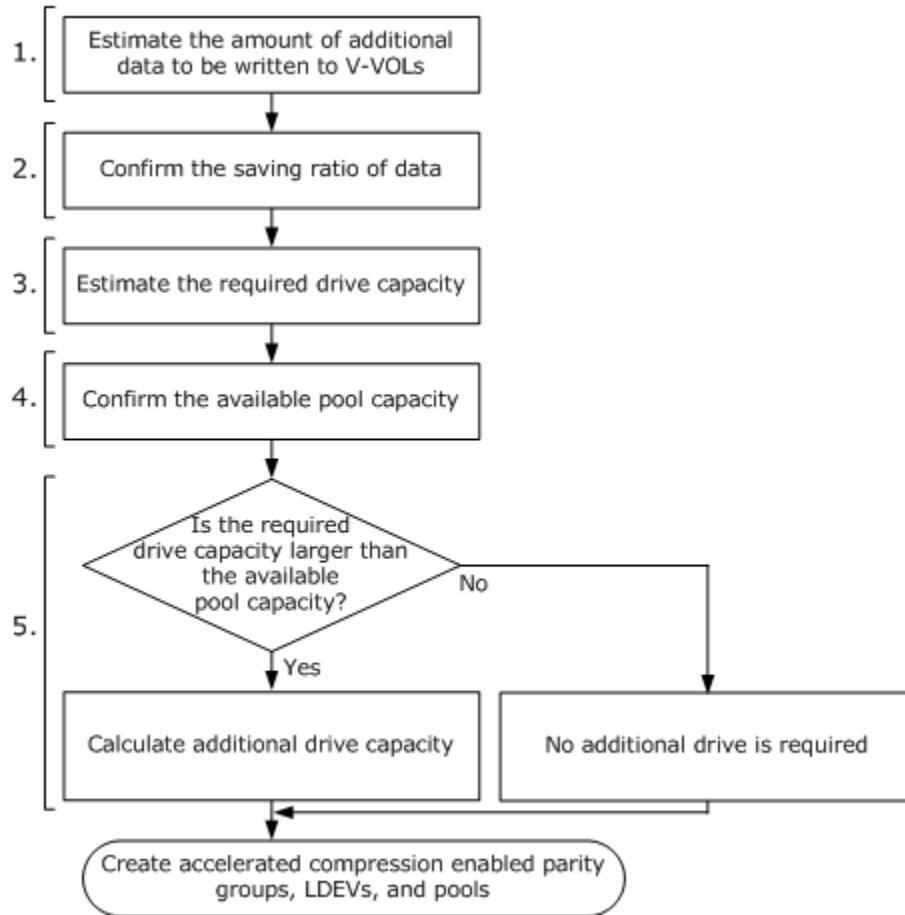 1.
Estimate the amount of additional
data to be written to V-VOLs
2.
Confirm the saving ratio of data
3.
Estimate the required drive capacity
4.
Confirm the available pool capacity
5.
Is the required
drive capacity larger than
the available
pool capacity?
No
Yes
Calculate additional drive capacity
No additional drive is required
Create accelerated compression enabled parity
groups, LDEVs, and pools